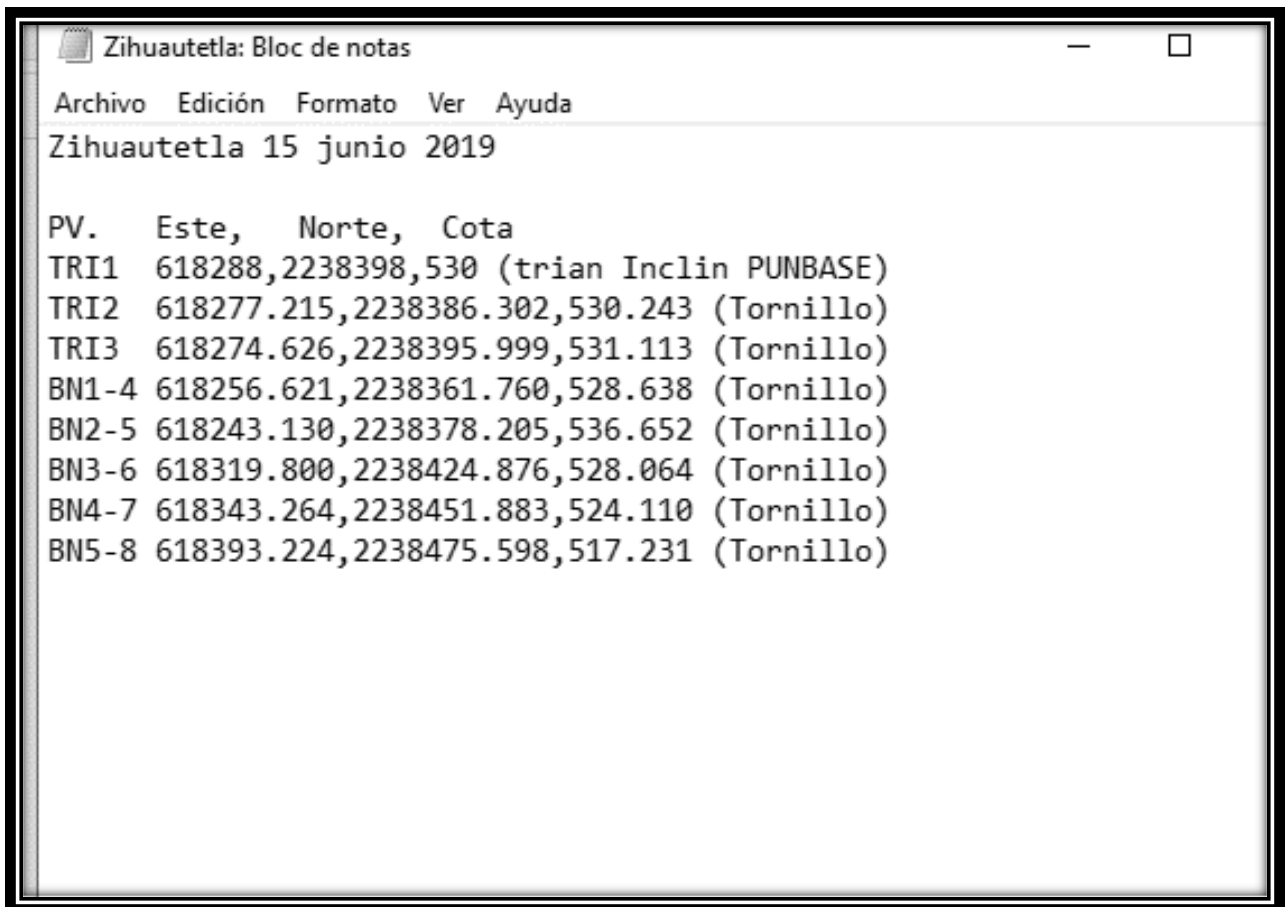 Zihuautetla: Bloc de notas
Archivo Edición Formato Ver Ayuda
Zihuautetla 15 junio 2019
PV. Este, Norte, Cota
TRI1 618288,2238398,530 (trian Inclin PUNBASE)
TRI2 618277.215,2238386.302,530.243 (Tornillo)
TRI3 618274.626,2238395.999,531.113 (Tornillo)
BN1-4 618256.621,2238361.760,528.638 (Tornillo)
BN2-5 618243.130,2238378.205,536.652 (Tornillo)
BN3-6 618319.800,2238424.876,528.064 (Tornillo)
BN4-7 618343.264,2238451.883,524.110 (Tornillo)
BN5-8 618393.224,2238475.598,517.231 (Tornillo)